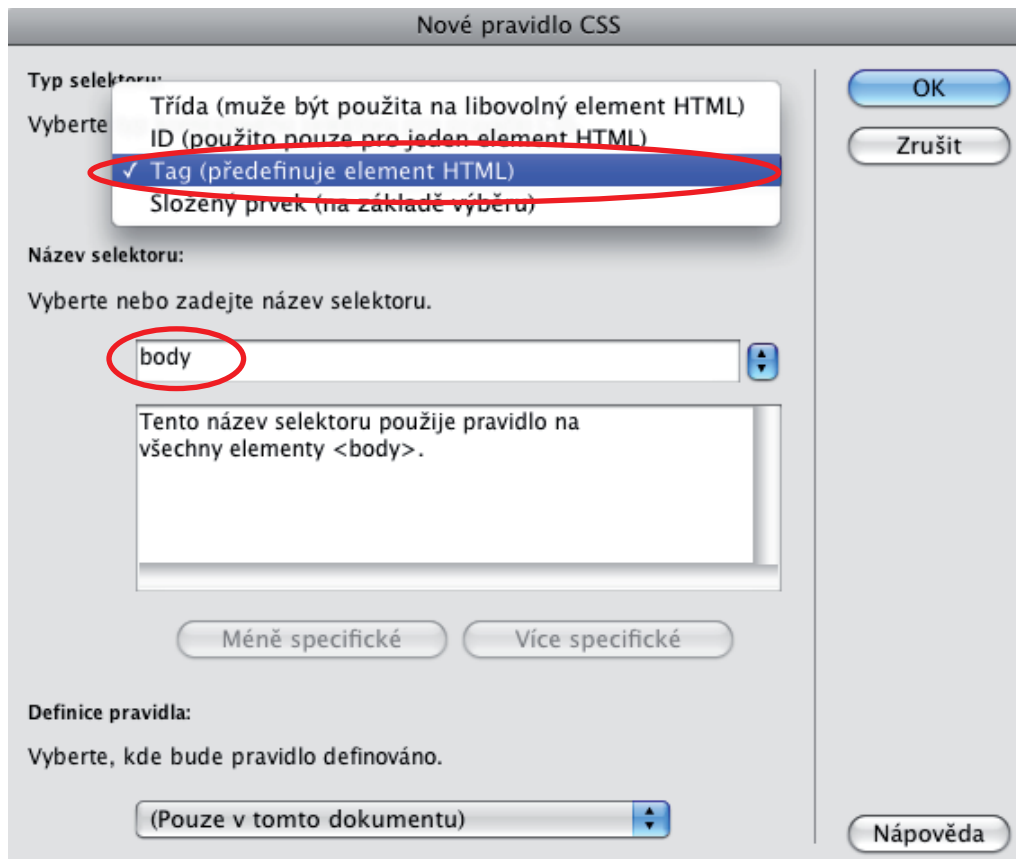 Nové pravidlo CSS
Typ selektoru:
Vyberte
Třída (muže být použita na libovolný element HTML)
ID (použito pouze pro jeden element HTML)
✓ Tag (předefinuje element HTML)
Složený prvek (na základě výběru)
OK
Zrušit
Název selektoru:
Vyberte nebo zadejte název selektoru.
body
Tento název selektoru použije pravidlo na
všechny elementy <body>.
Méně specifické
Více specifické
Definice pravidla:
Vyberte, kde bude pravidlo definováno.
(Pouze v tomto dokumentu)
Nápověda